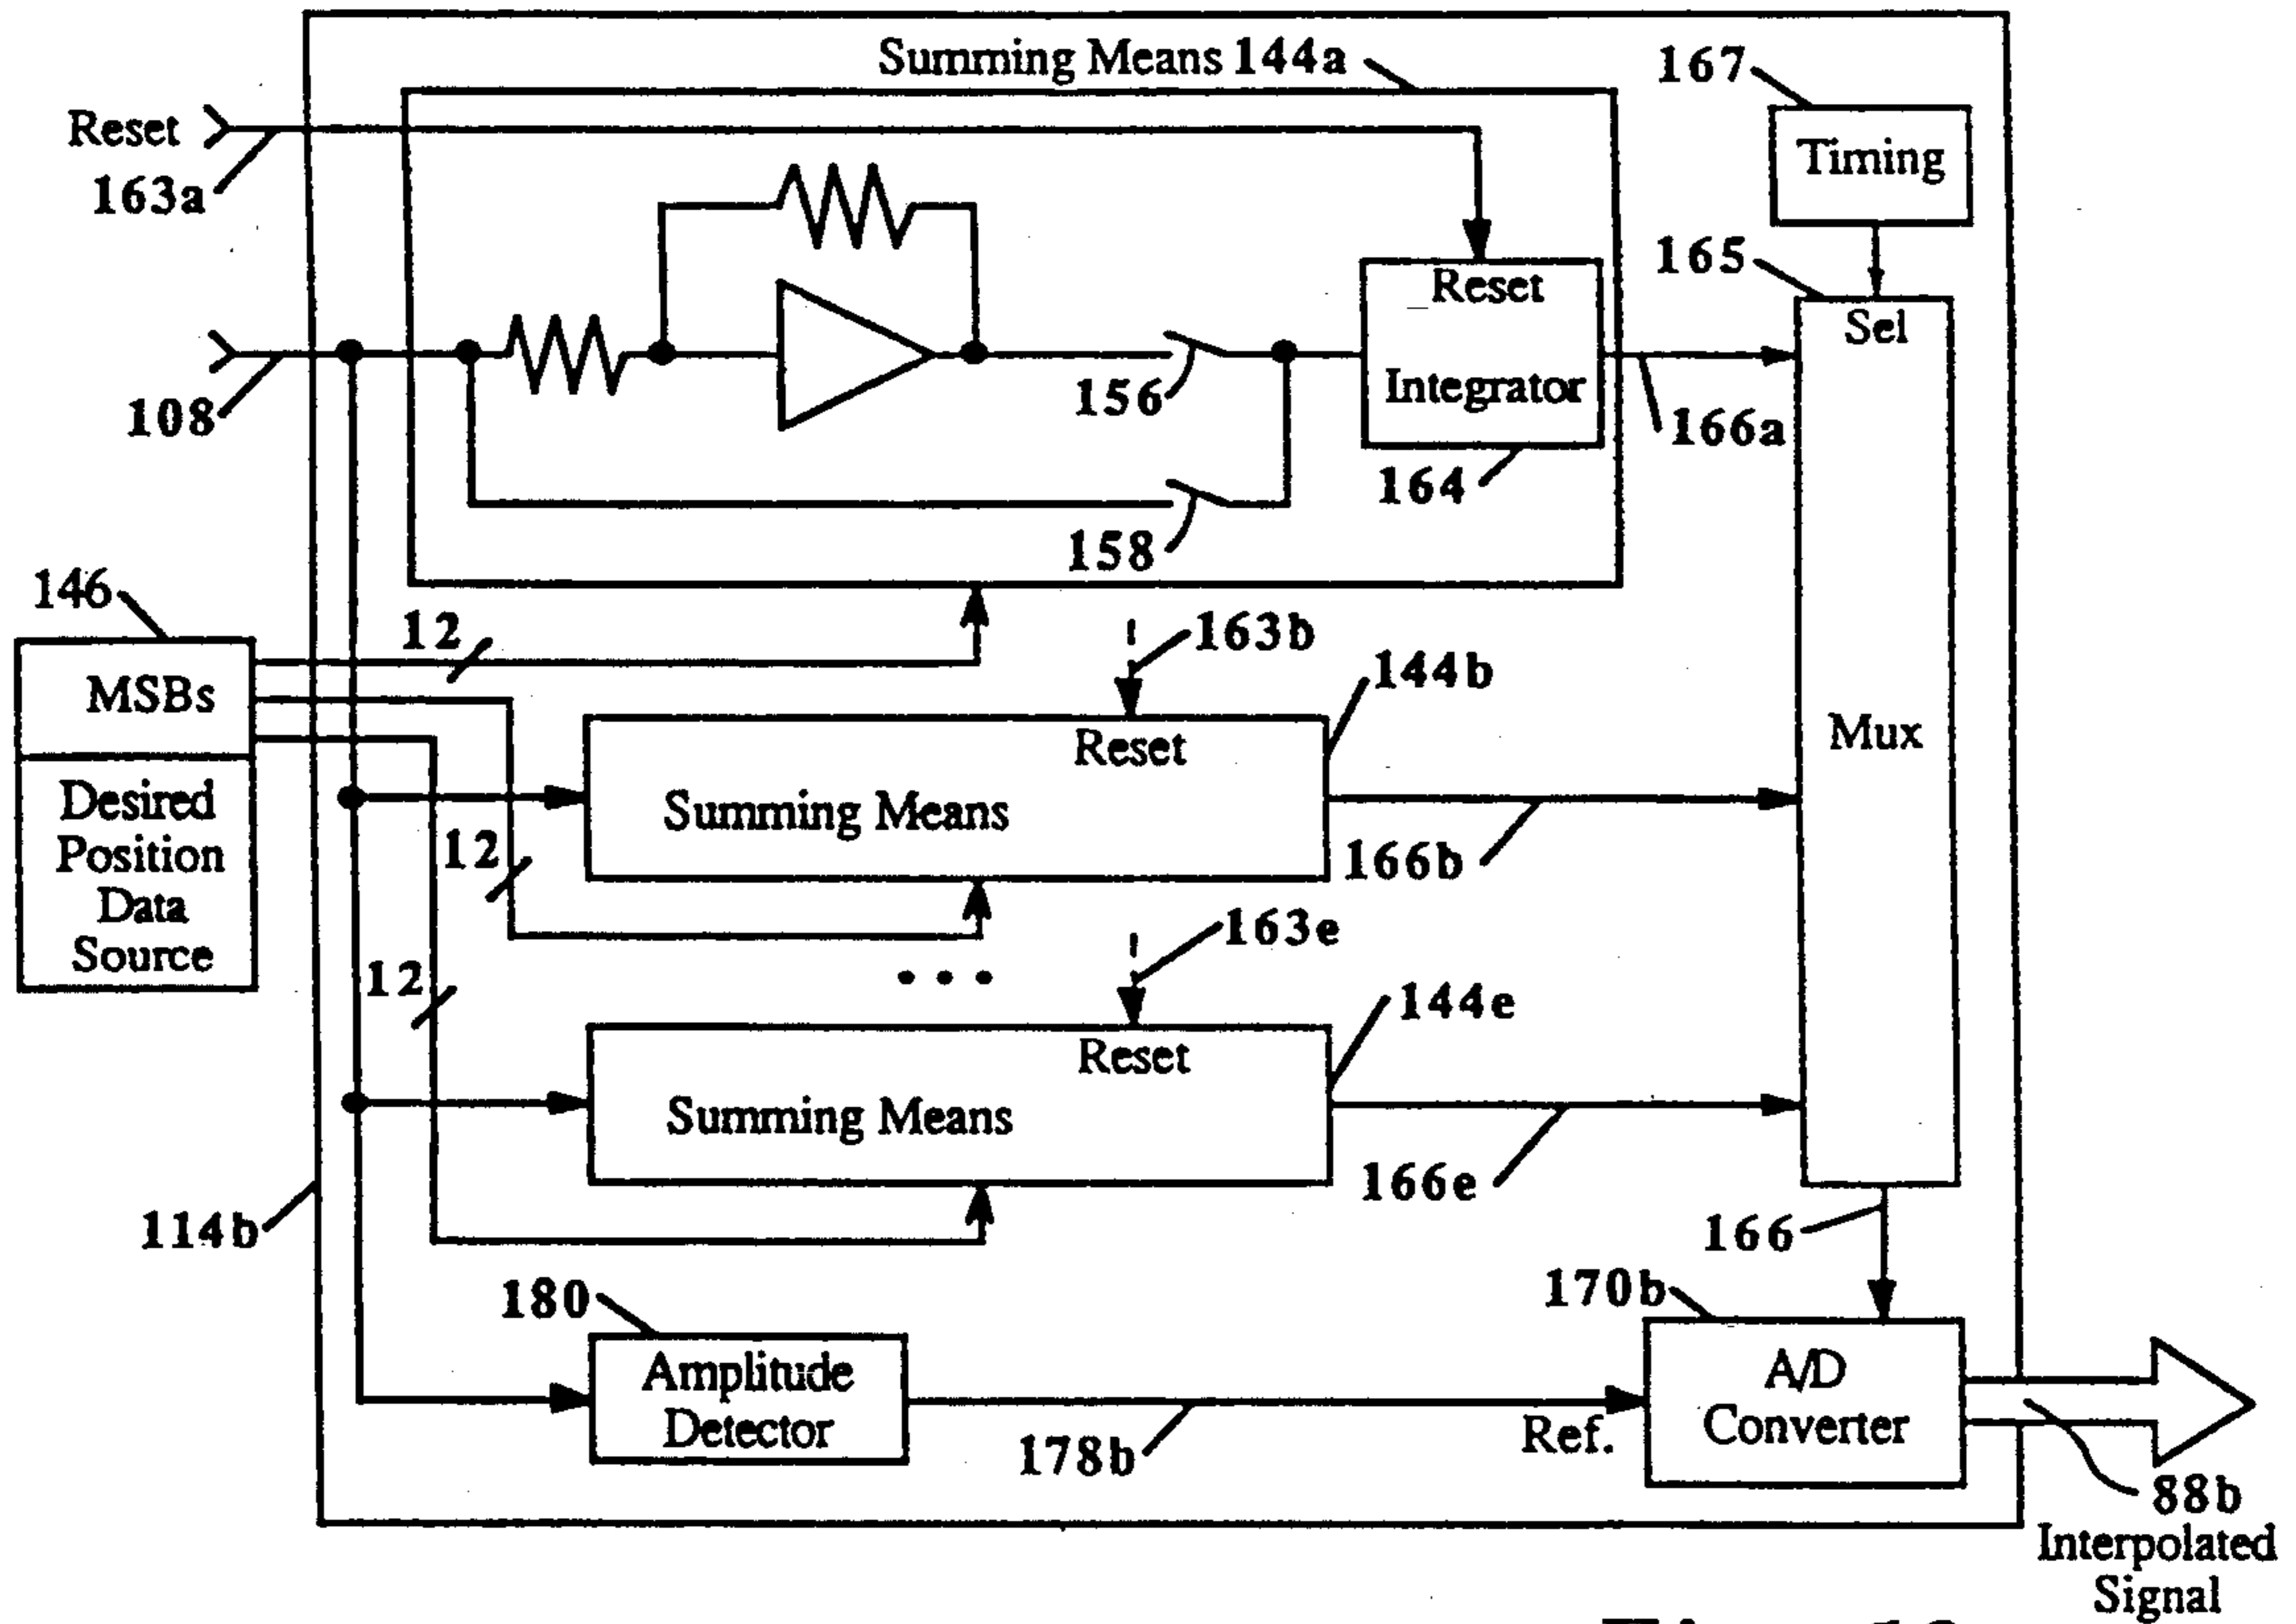 Summing Means 144a
167
Reset
163a
Timing
165
Reset
Sel
Integrator
156
108
166a
164
158
146
12
163b
MSBs
144b
Reset
Mux
Desired
Position
Data
Source
Summing Means
12
166b
163e
12
• • •
144e
Reset
Summing Means
166e
114b
166
180
170b
Amplitude
Detector
A/D
Converter
Ref.
178b
88b
Interpolated
Signal